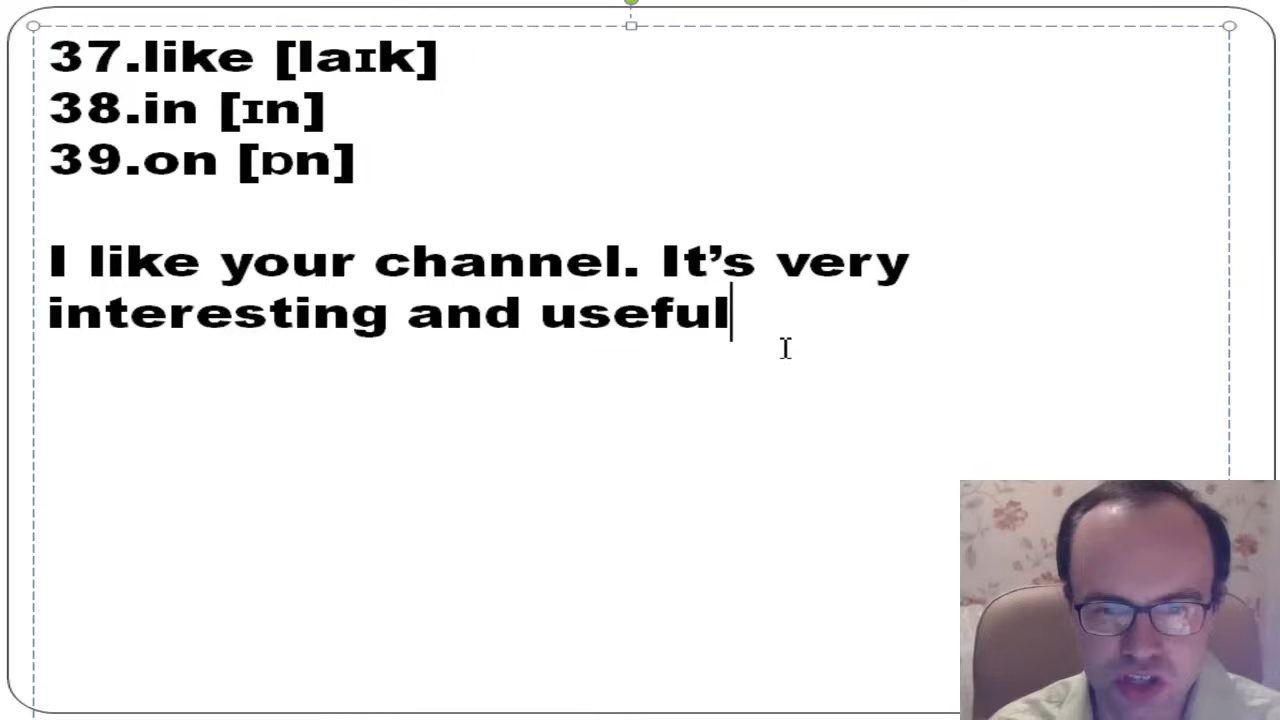 37.like [laɪk]
38.in [ɪn]
39.on [ɒn]
I like your channel. It’s very
interesting and useful